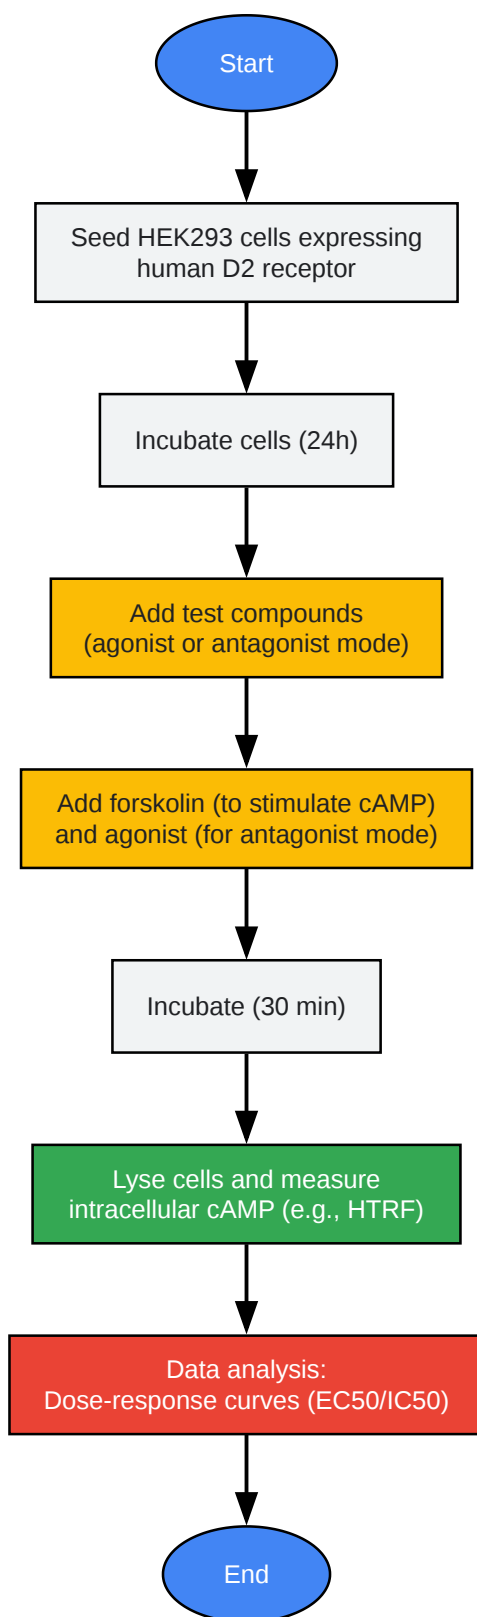 Start
Seed HEK293 cells expressing
human D2 receptor
Incubate cells (24h)
Add test compounds
(agonist or antagonist mode)
Add forskolin (to stimulate cAMP)
and agonist (for antagonist mode)
Incubate (30 min)
Lyse cells and measure
intracellular cAMP (e.g., HTRF)
Data analysis:
Dose-response curves (EC50/IC50)
End